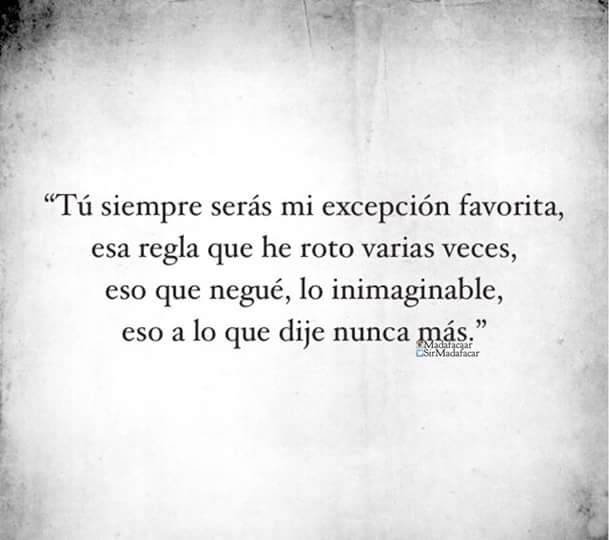 “Tú siempre serás mi excepción favorita,
esa regla que he roto varias veces,
eso que negué, lo inimaginable,
eso a lo que dije nunca más.”
Madafacaar
SirMadafacar